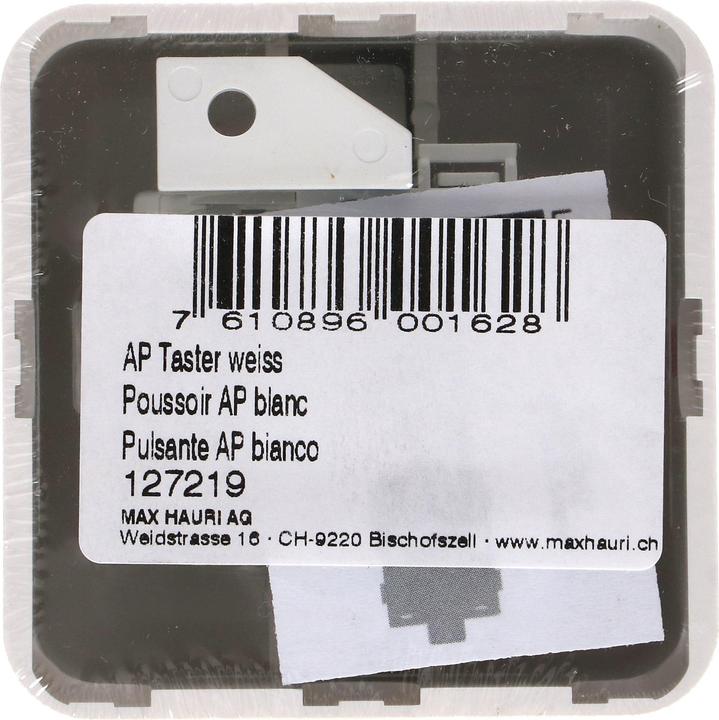 7 610896 001628
AP Taster weiss
Poussoir AP blanc
Pulsante AP bianco
127219
MAX HAURI AG
Weidstrasse 16 · CH-9220 Bischofszell · www.maxhauri.ch